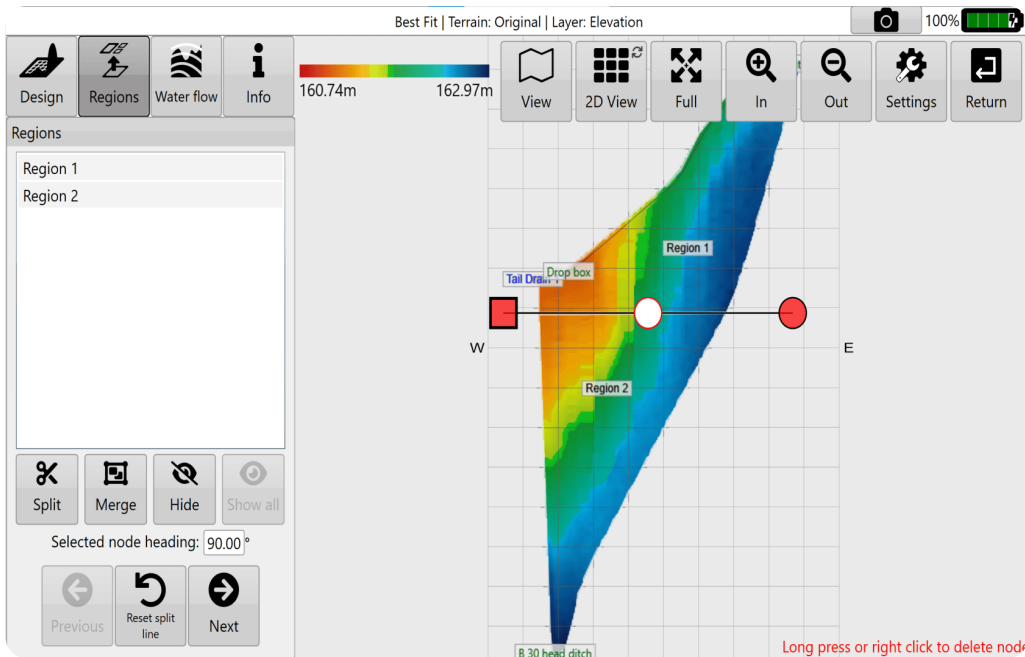 Best Fit | Terrain: Original | Layer: Elevation
100%
Design
Regions
Water flow
Info
160.74m
162.97m
View
2D View
Full
In
Out
Settings
Return
Regions
Region 1
Region 2
Region 1
Drop box
Tail Drain 1
W
E
Region 2
Split
Merge
Hide
Show all
Selected node heading: 90.00°
Previous
Reset split
line
Next
B 30 head ditch
Long press or right click to delete node